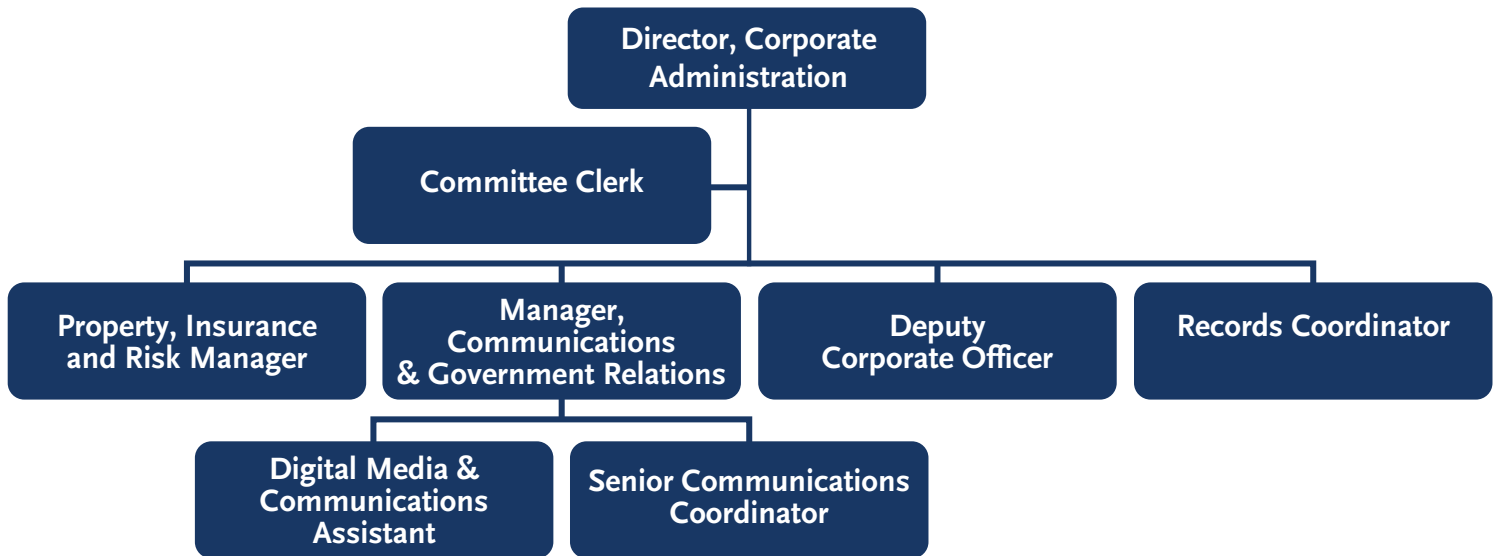 Director, Corporate
Administration
Committee Clerk
Property, Insurance
and Risk Manager
Manager,
Communications
& Government Relations
Deputy
Corporate Officer
Records Coordinator
Digital Media &
Communications
Assistant
Senior Communications
Coordinator